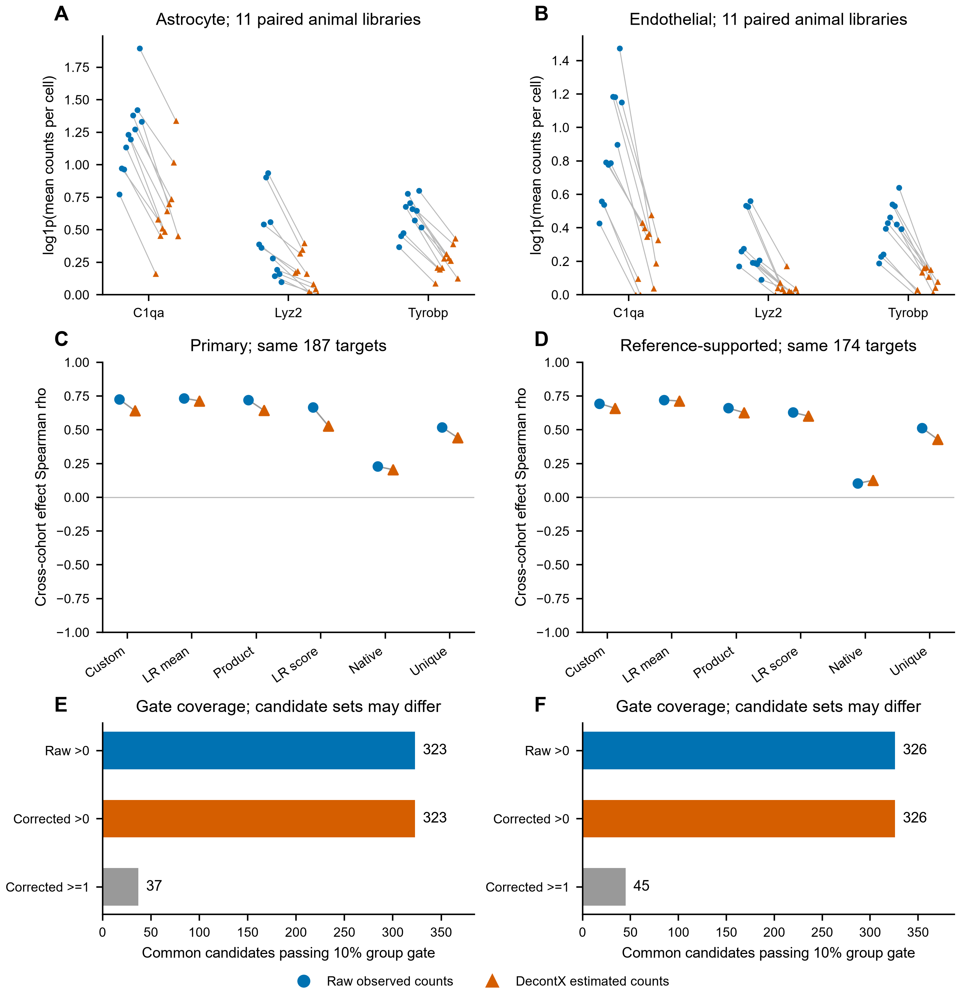 A
Astrocyte; 11 paired animal libraries
log1p(mean counts per cell)
1.75
1.50
1.25
1.00
0.75
0.50
0.25
0.00
C1qa
Lyz2
Tyrobp
B
Endothelial; 11 paired animal libraries
log1p(mean counts per cell)
1.4
1.2
1.0
0.8
0.6
0.4
0.2
0.0
C1qa
Lyz2
Tyrobp
C
Primary; same 187 targets
Cross-cohort effect Spearman rho
1.00
0.75
0.50
0.25
0.00
−0.25
−0.50
−0.75
−1.00
Custom
LR mean
Product
LR score
Native
Unique
D
Reference-supported; same 174 targets
Cross-cohort effect Spearman rho
1.00
0.75
0.50
0.25
0.00
−0.25
−0.50
−0.75
−1.00
Custom
LR mean
Product
LR score
Native
Unique
E
Gate coverage; candidate sets may differ
Raw >0
323
Corrected >0
323
Corrected >=1
37
0 50 100 150 200 250 300 350
Common candidates passing 10% group gate
F
Gate coverage; candidate sets may differ
Raw >0
326
Corrected >0
326
Corrected >=1
45
0 50 100 150 200 250 300 350
Common candidates passing 10% group gate
Raw observed counts
DecontX estimated counts